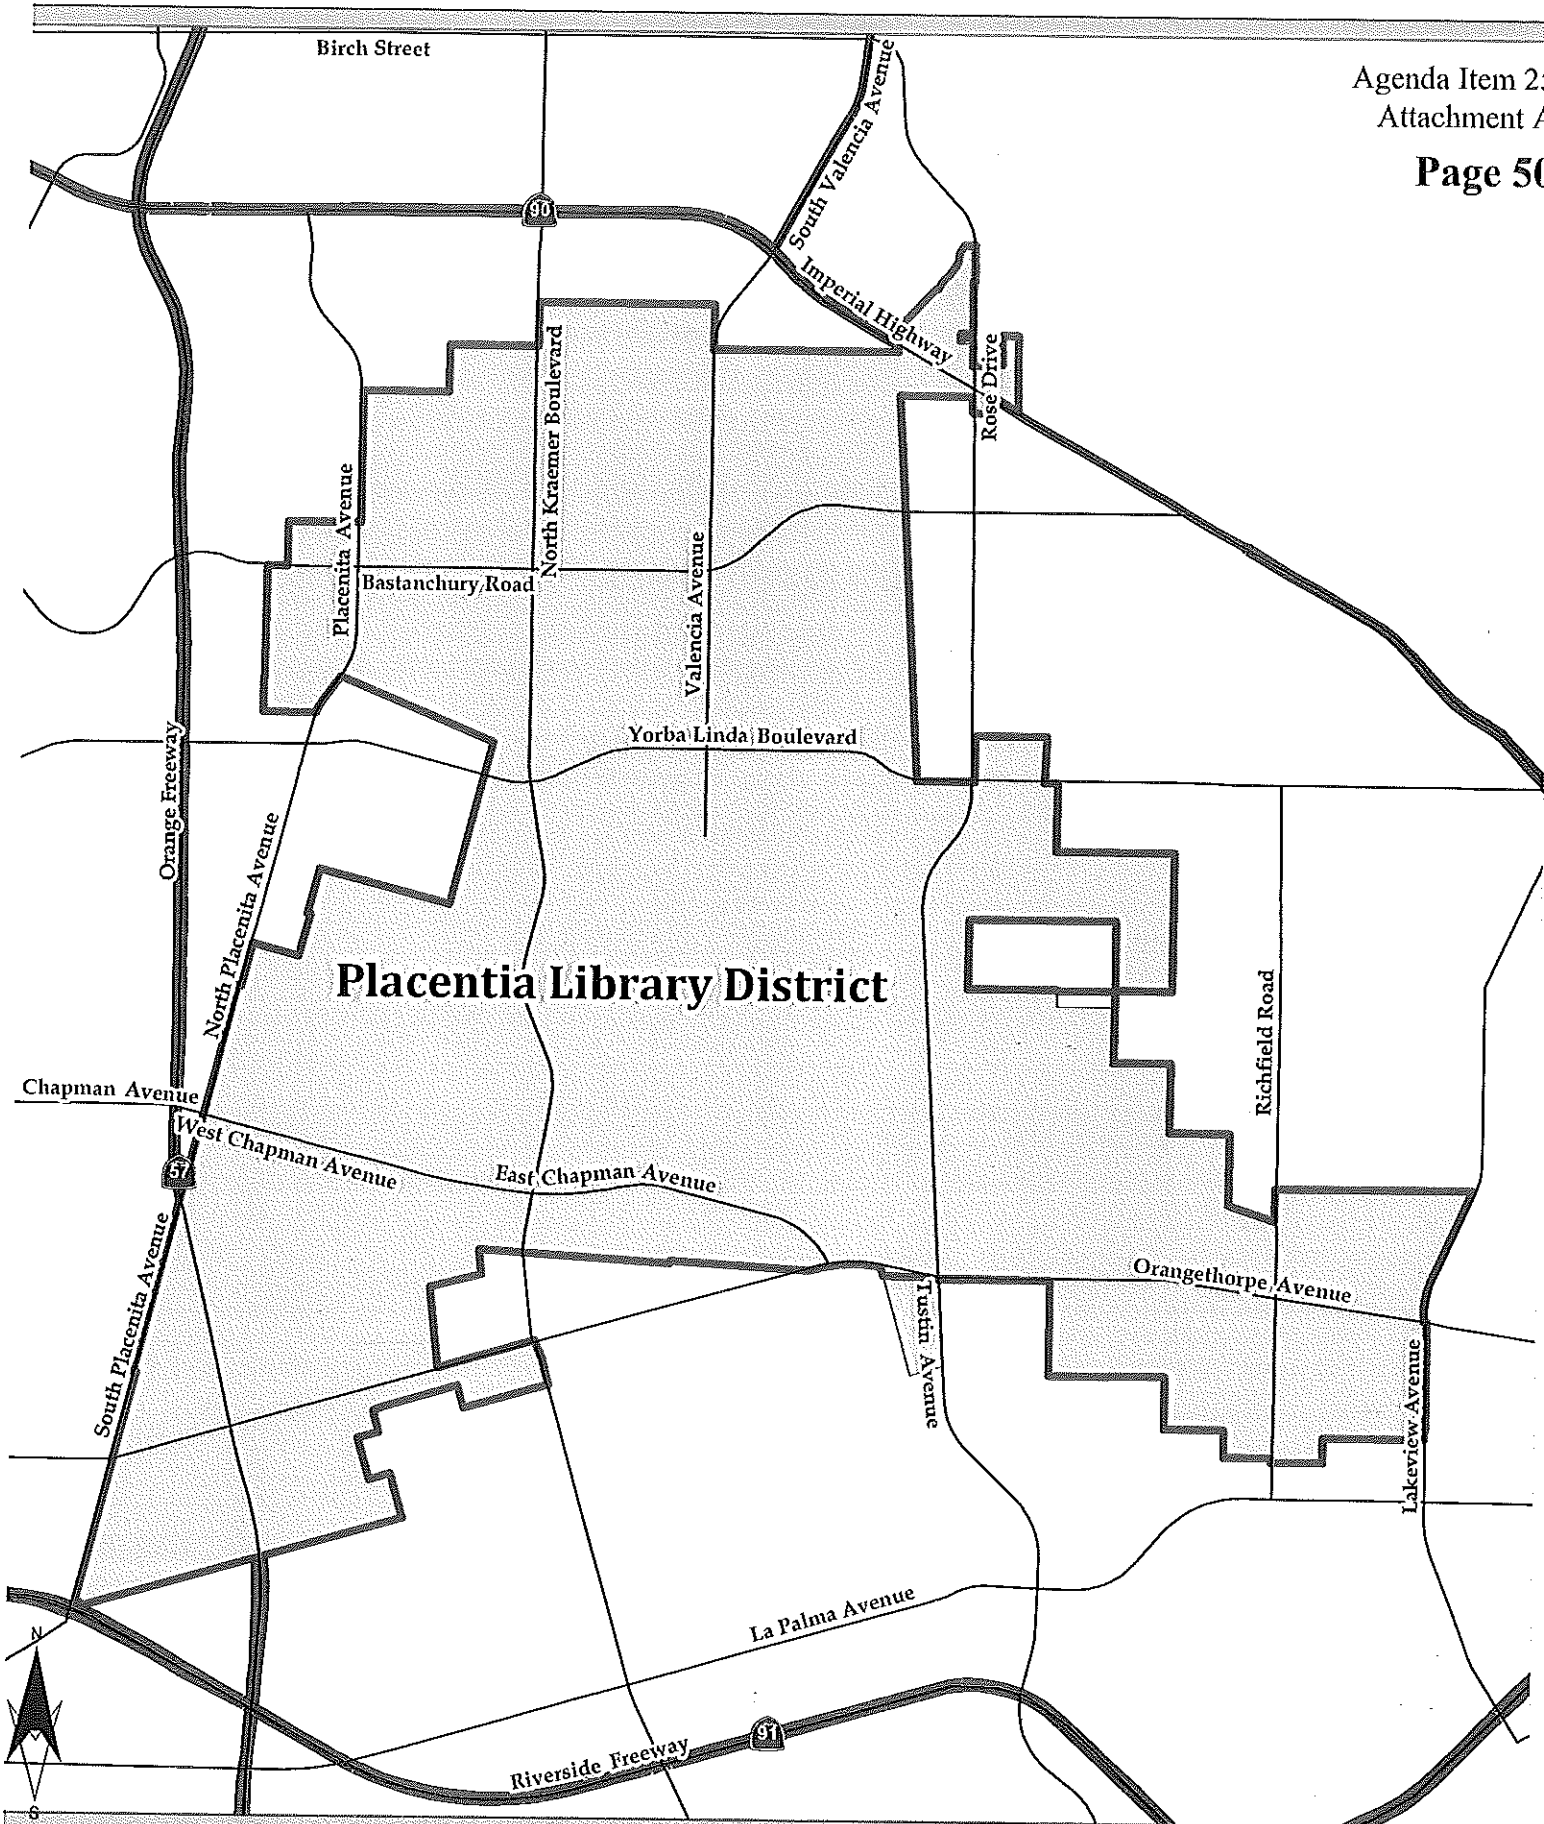 Birch Street
Agenda Item 2
Attachment A
Page 50
South Valencia Avenue
90
Imperial Highway
Rose Drive
North Kraemer Boulevard
Placenita Avenue
Bastanchury Road
Valencia Avenue
Yorba Linda Boulevard
Orange Freeway
North Placenita Avenue
Placentia Library District
Richfield Road
Chapman Avenue
West Chapman Avenue
57
East Chapman Avenue
South Placenita Avenue
Orangethorpe Avenue
Tustin Avenue
Lakeview Avenue
La Palma Avenue
N
91
Riverside Freeway
S